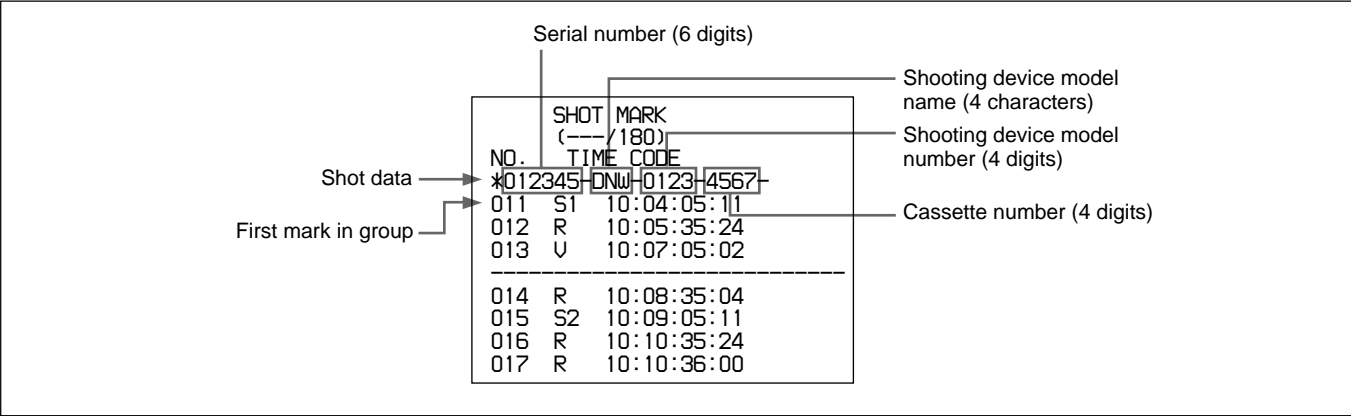 Serial number (6 digits)
Shooting device model
name (4 characters)
Shooting device model
number (4 digits)
Cassette number (4 digits)
Shot data
First mark in group
SHOT MARK
(---/180)
NO. TIME CODE
*012345-DNW-0123-4567-
011 S1 10:04:05:11
012 R 10:05:35:24
013 V 10:07:05:02
----------------------------
014 R 10:08:35:04
015 S2 10:09:05:11
016 R 10:10:35:24
017 R 10:10:36:00